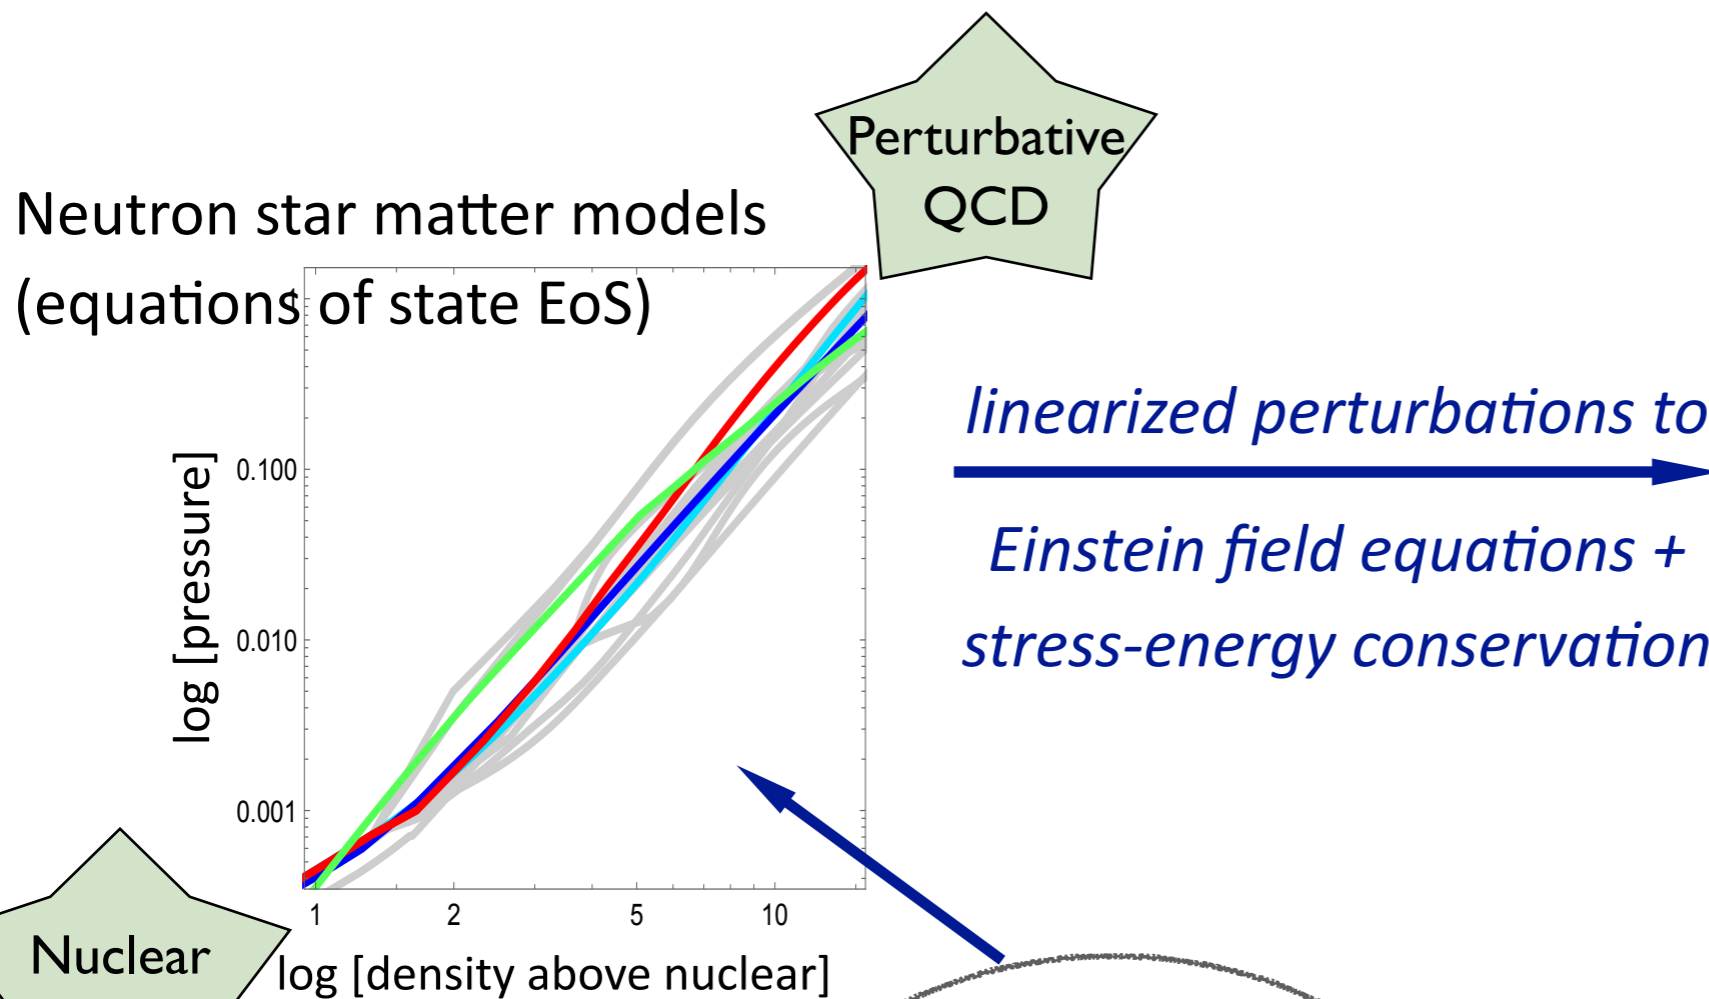 Perturbative
QCD
Neutron star matter models
(equations of state EoS)
linearized perturbations to
Einstein field equations +
stress-energy conservation
log [pressure]
0.100
0.010
0.001
1 2 5 10
log [density above nuclear]
Nuclear